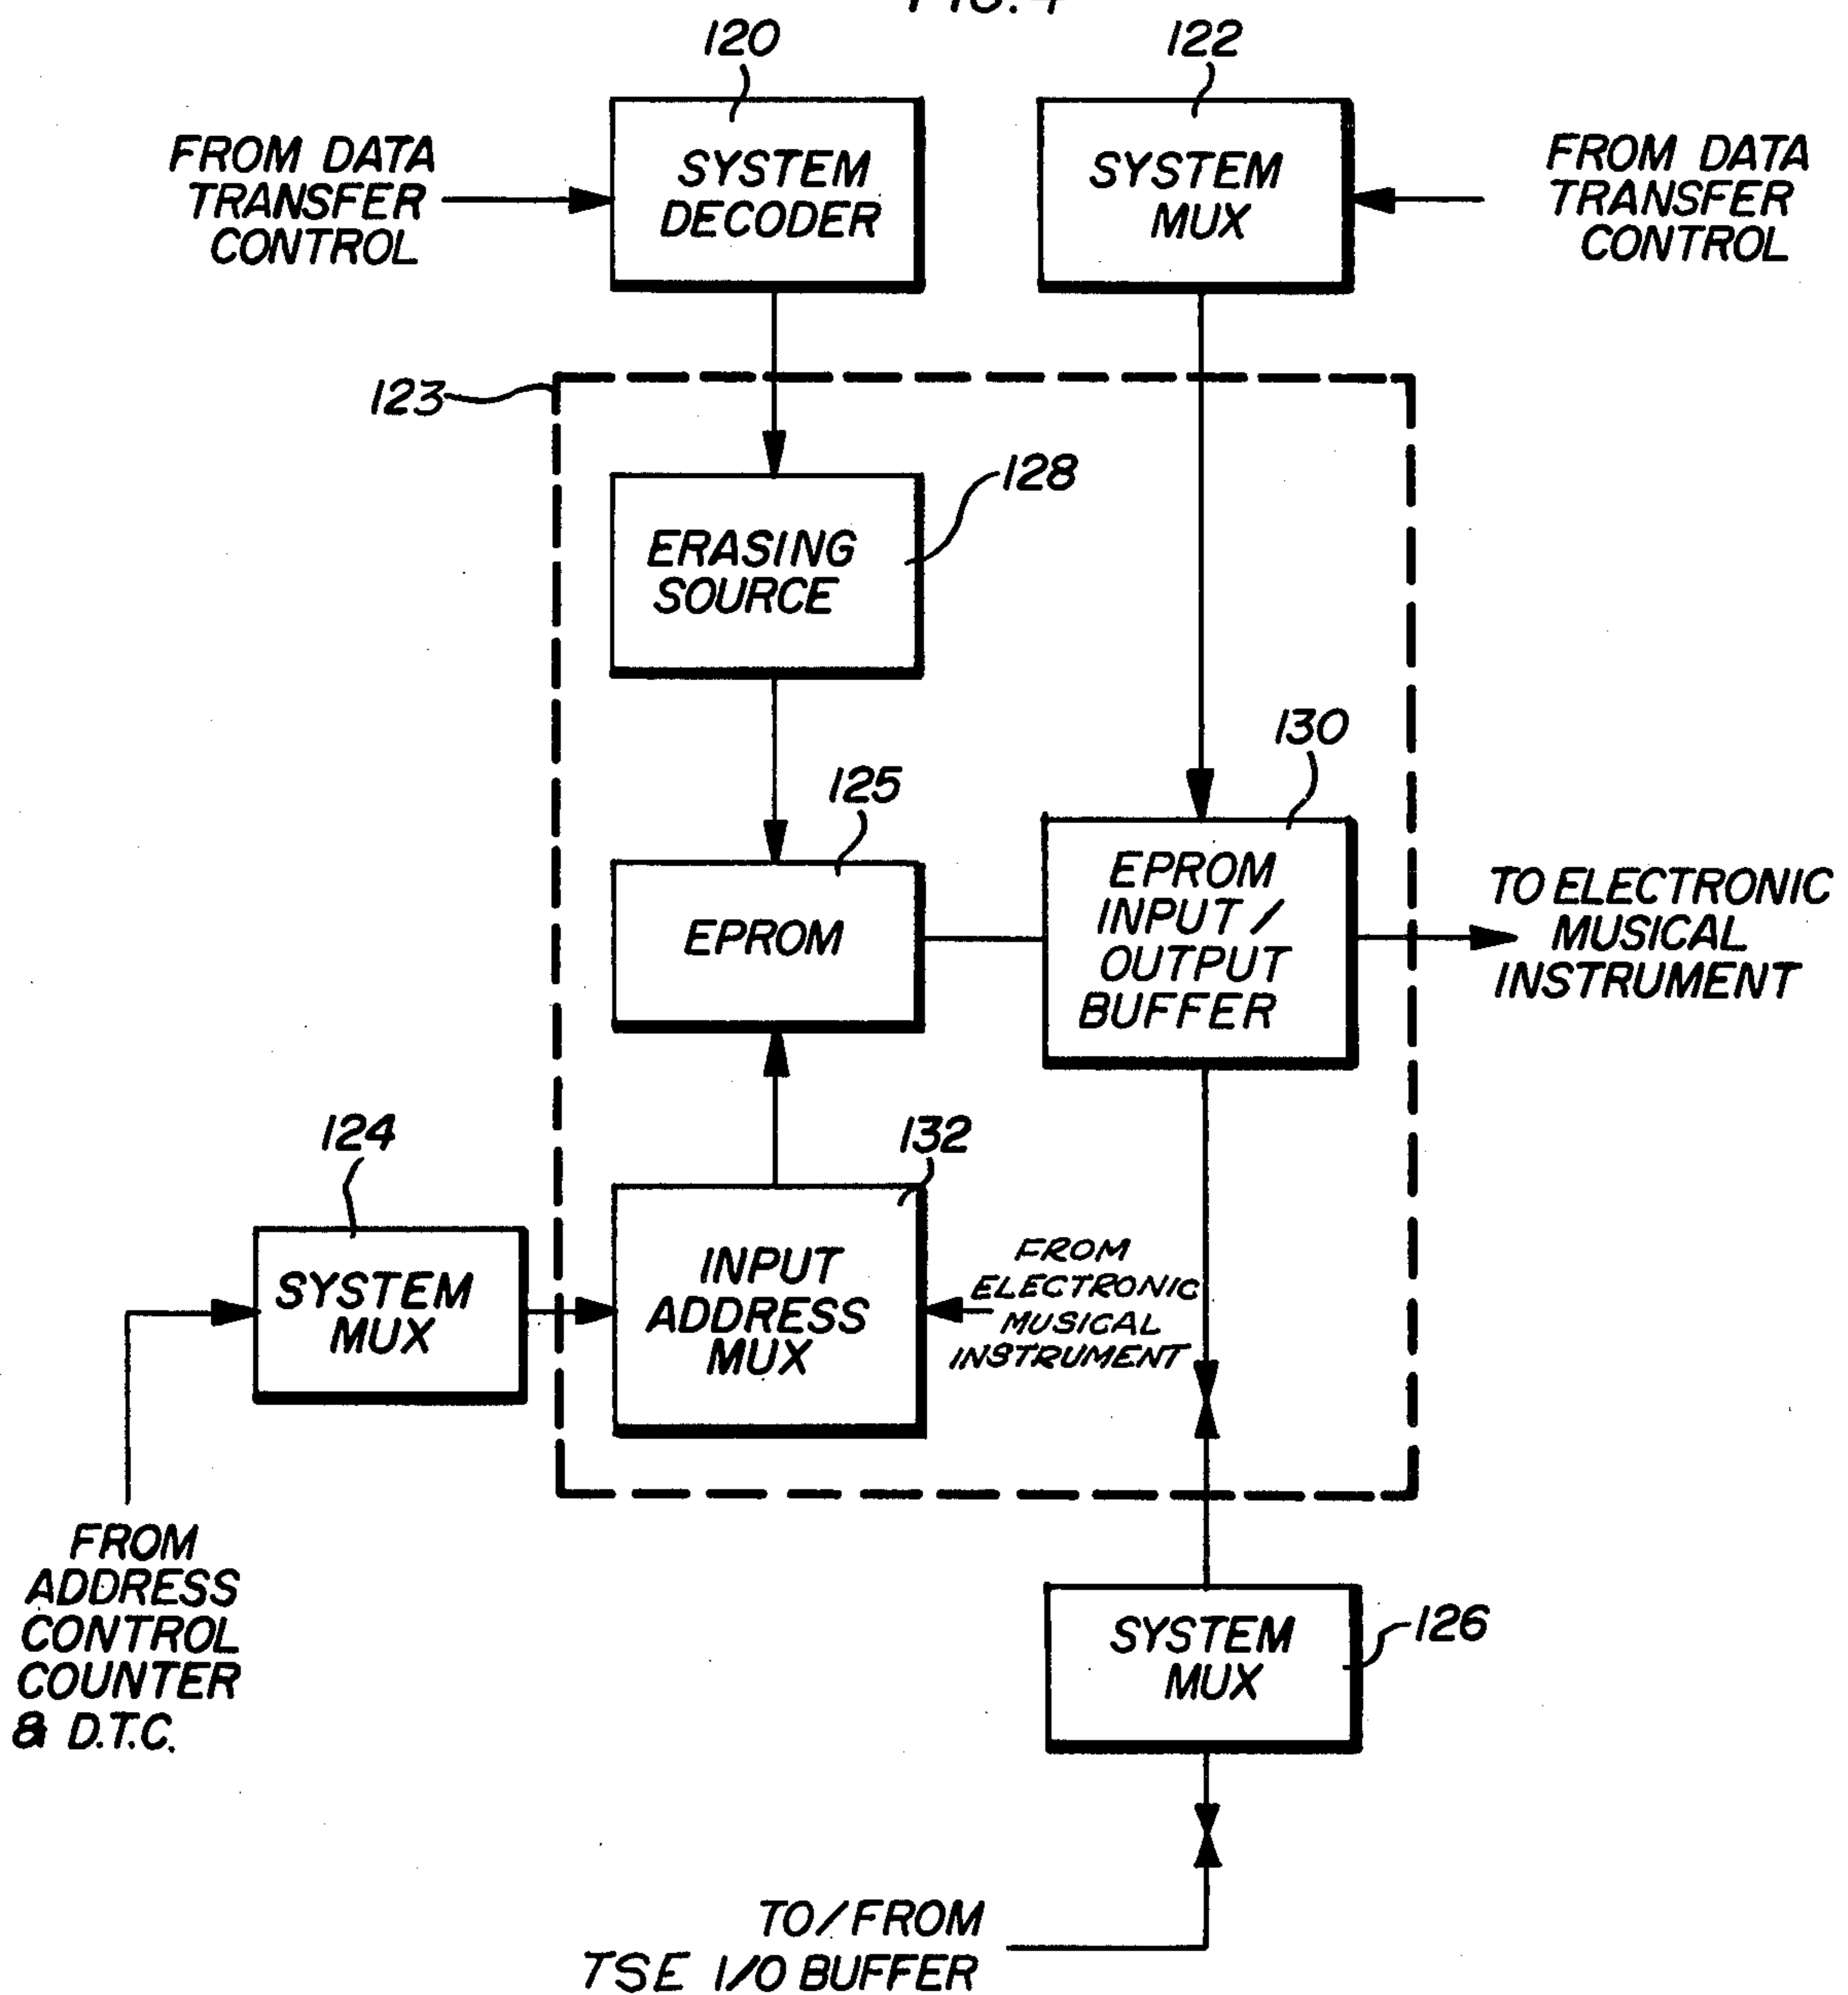 FIG. 4
120
122
FROM DATA
TRANSFER
CONTROL
SYSTEM
DECODER
SYSTEM
MUX
FROM DATA
TRANSFER
CONTROL
123
128
ERASING
SOURCE
130
125
EPROM
EPROM
INPUT/
OUTPUT
BUFFER
TO ELECTRONIC
MUSICAL
INSTRUMENT
124
132
SYSTEM
MUX
INPUT
ADDRESS
MUX
FROM
ELECTRONIC
MUSICAL
INSTRUMENT
FROM
ADDRESS
CONTROL
COUNTER
& D.T.C.
SYSTEM
MUX
126
TO/FROM
TSE I/O BUFFER